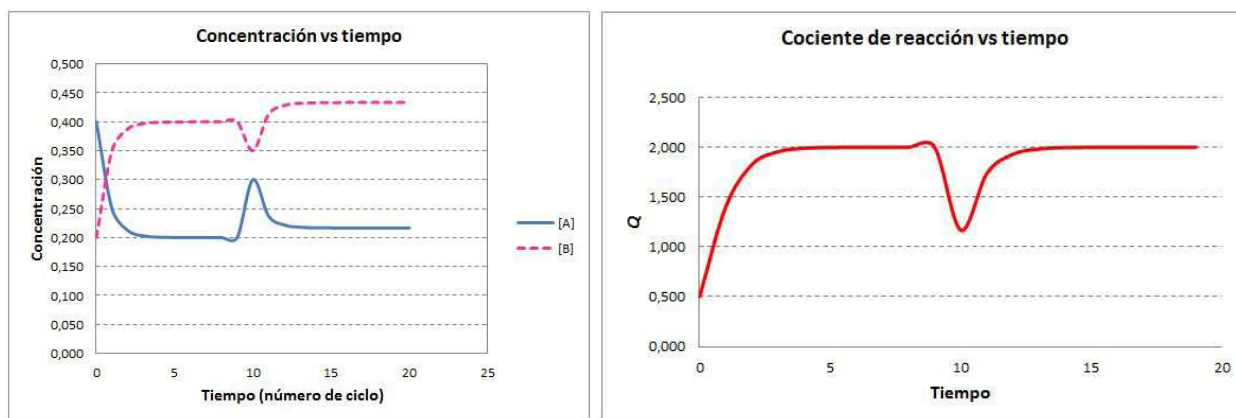 Concentración vs tiempo
Concentración
0,500
0,450
0,400
0,350
0,300
0,250
0,200
0,150
0,100
0,050
0,000
0 5 10 15 20 25
Tiempo (número de ciclo)
[A]
[B]
Cociente de reacción vs tiempo
Q
2,500
2,000
1,500
1,000
0,500
0,000
0 5 10 15 20
Tiempo